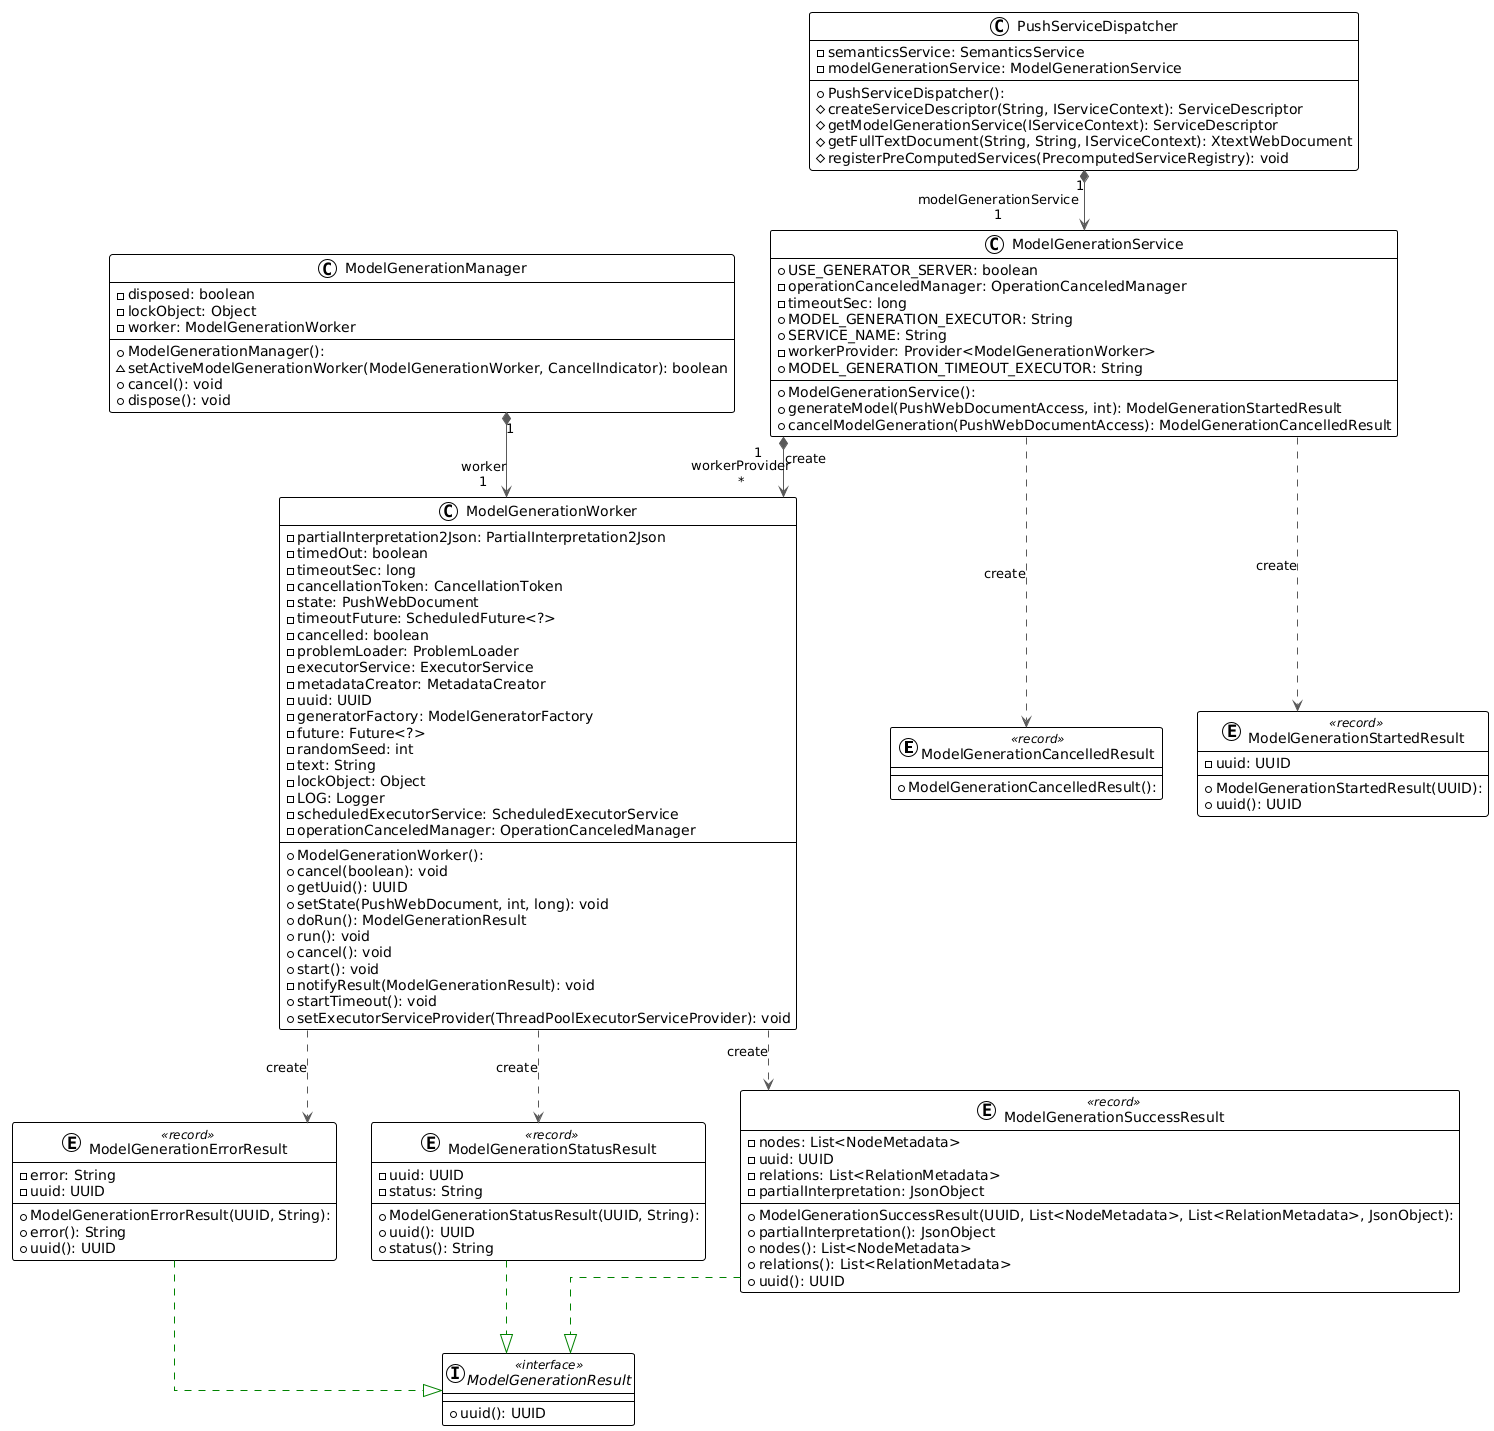 C PushServiceDispatcher
semanticsService: SemanticsService
modelGenerationService: ModelGenerationService
PushServiceDispatcher():
createServiceDescriptor(String, IServiceContext): ServiceDescriptor
getModelGenerationService(IServiceContext): ServiceDescriptor
getFullTextDocument(String, String, IServiceContext): XtextWebDocument
registerPreComputedServices(PrecomputedServiceRegistry): void
1
modelGenerationService
1
C ModelGenerationService
USE_GENERATOR_SERVER: boolean
operationCanceledManager: OperationCanceledManager
timeoutSec: long
MODEL_GENERATION_EXECUTOR: String
SERVICE_NAME: String
workerProvider: Provider<ModelGenerationWorker>
MODEL_GENERATION_TIMEOUT_EXECUTOR: String
ModelGenerationService():
generateModel(PushWebDocumentAccess, int): ModelGenerationStartedResult
cancelModelGeneration(PushWebDocumentAccess): ModelGenerationCancelledResult
C ModelGenerationManager
disposed: boolean
lockObject: Object
worker: ModelGenerationWorker
ModelGenerationManager():
setActiveModelGenerationWorker(ModelGenerationWorker, CancelIndicator): boolean
cancel(): void
dispose(): void
1
worker
1
1
workerProvider
*
create
create
create
C ModelGenerationWorker
partialInterpretation2Json: PartialInterpretation2Json
timedOut: boolean
timeoutSec: long
cancellationToken: CancellationToken
state: PushWebDocument
timeoutFuture: ScheduledFuture<?>
cancelled: boolean
problemLoader: ProblemLoader
executorService: ExecutorService
metadataCreator: MetadataCreator
uuid: UUID
generatorFactory: ModelGeneratorFactory
future: Future<?>
randomSeed: int
text: String
lockObject: Object
LOG: Logger
scheduledExecutorService: ScheduledExecutorService
operationCanceledManager: OperationCanceledManager
ModelGenerationWorker():
cancel(boolean): void
getUuid(): UUID
setState(PushWebDocument, int, long): void
doRun(): ModelGenerationResult
run(): void
cancel(): void
start(): void
notifyResult(ModelGenerationResult): void
startTimeout(): void
setExecutorServiceProvider(ThreadPoolExecutorServiceProvider): void
E «record»
ModelGenerationCancelledResult
ModelGenerationCancelledResult():
E «record»
ModelGenerationStartedResult
uuid: UUID
ModelGenerationStartedResult(UUID):
uuid(): UUID
create
create
create
E «record»
ModelGenerationErrorResult
error: String
uuid: UUID
ModelGenerationErrorResult(UUID, String):
error(): String
uuid(): UUID
E «record»
ModelGenerationStatusResult
uuid: UUID
status: String
ModelGenerationStatusResult(UUID, String):
uuid(): UUID
status(): String
E «record»
ModelGenerationSuccessResult
nodes: List<NodeMetadata>
uuid: UUID
relations: List<RelationMetadata>
partialInterpretation: JsonObject
ModelGenerationSuccessResult(UUID, List<NodeMetadata>, List<RelationMetadata>, JsonObject):
partialInterpretation(): JsonObject
nodes(): List<NodeMetadata>
relations(): List<RelationMetadata>
uuid(): UUID
I «interface»
ModelGenerationResult
uuid(): UUID